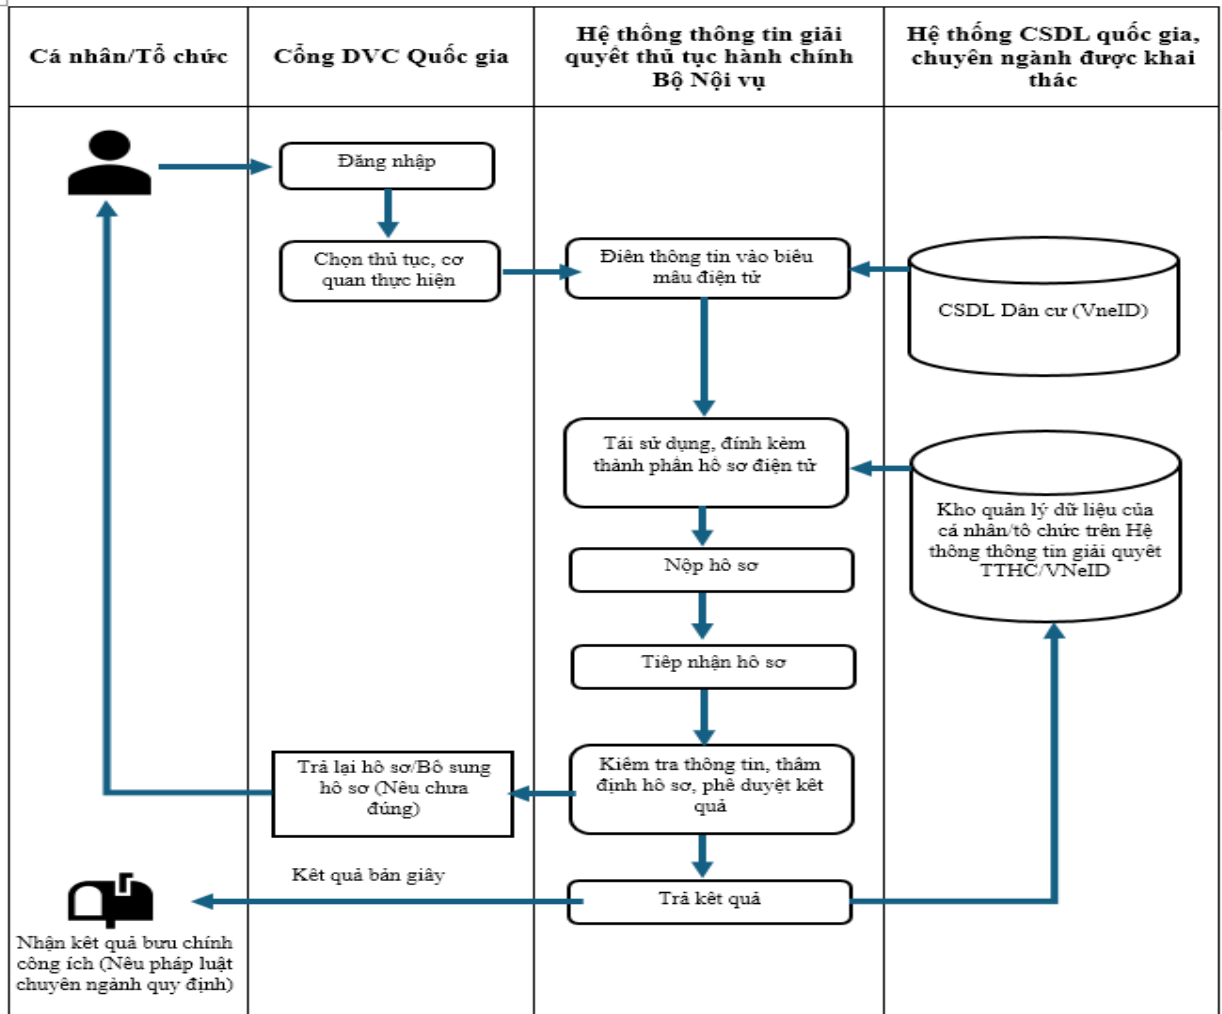 Cá nhân/Tổ chức
Cổng DVC Quốc gia
Hệ thống thông tin giải
quyết thủ tục hành chính
Bộ Nội vụ
Hệ thống CSDL quốc gia,
chuyên ngành được khai
thác
Đăng nhập
Chọn thủ tục, cơ
quan thực hiện
Điền thông tin vào biểu
mẫu điện tử
CSDL Dân cư (VneID)
Tái sử dụng, đính kèm
thành phần hồ sơ điện tử
Kho quản lý dữ liệu của
cá nhân/tổ chức trên Hệ
thông thông tin giải quyết
TTHC/VNeID
Nộp hồ sơ
Tiếp nhận hồ sơ
Trả lại hồ sơ/Bổ sung
hồ sơ (Nếu chưa
đúng)
Kiểm tra thông tin, thẩm
định hồ sơ, phê duyệt kết
quả
Kết quả bản giấy
Trả kết quả
Nhận kết quả bưu chính
công ích (Nếu pháp luật
chuyên ngành quy định)